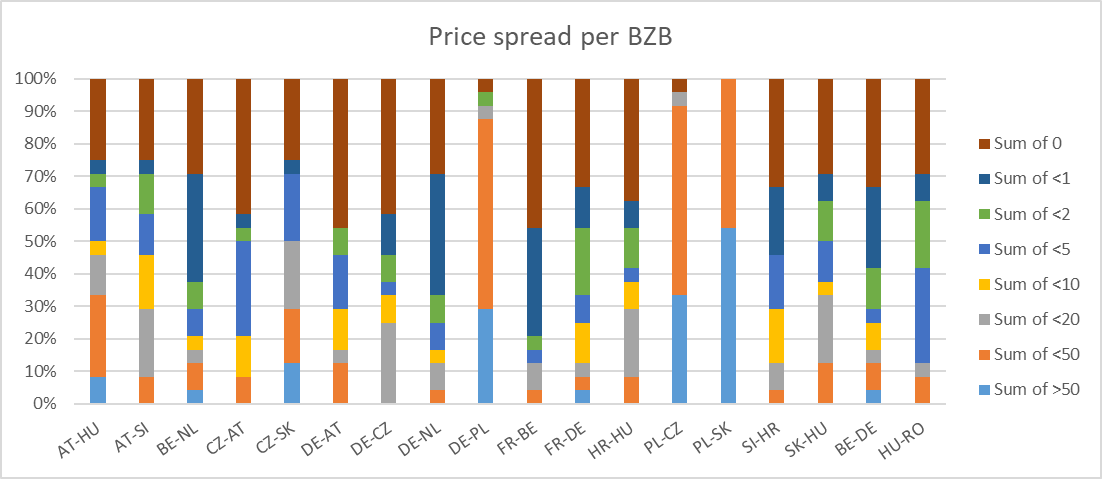 Price spread per BZB
100%
90%
80%
70%
60%
50%
40%
30%
20%
10%
0%
AT-HU
AT-SI
BE-NL
CZ-AT
CZ-SK
DE-AT
DE-CZ
DE-NL
DE-PL
FR-BE
FR-DE
HR-HU
PL-CZ
PL-SK
SI-HR
SK-HU
BE-DE
HU-RO
Sum of 0
Sum of <1
Sum of <2
Sum of <5
Sum of <10
Sum of <20
Sum of <50
Sum of >50